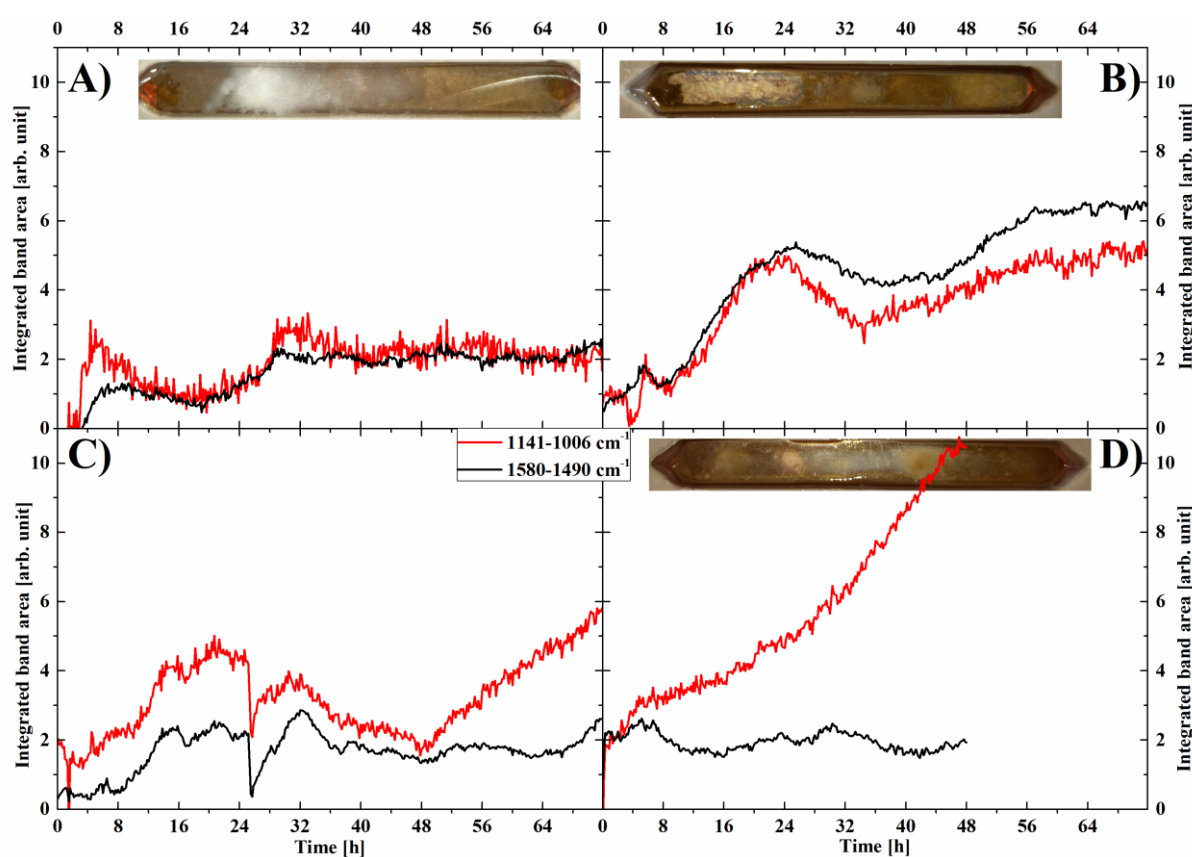 0 8 16 24 32 40 48 56 64 0 8 16 24 32 40 48 56 64
A)
B)
Integrated band area [arb. unit]
10
8
6
4
2
0
Integrated band area [arb. unit]
10
8
6
4
2
0
C)
D)
1141-1006 cm-1
1580-1490 cm-1
Integrated band area [arb. unit]
10
8
6
4
2
0
Integrated band area [arb. unit]
10
8
6
4
2
0
0 8 16 24 32 40 48 56 64 0 8 16 24 32 40 48 56 64
Time [h] Time [h]